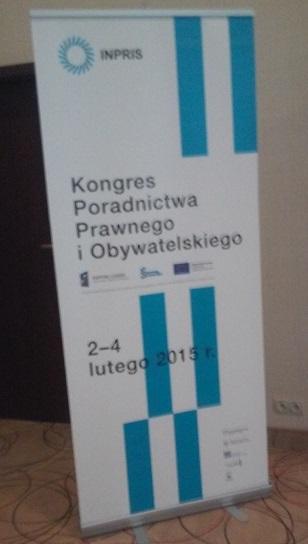 INPRIS
Kongres
Poradnictwa
Prawnego
i Obywatelskiego
2–4
lutego 2015 r.